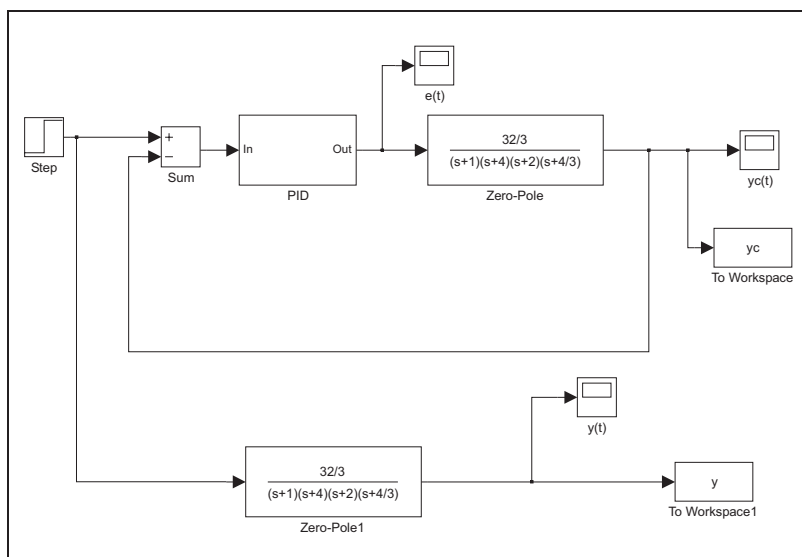 e(t)
Step
+
−
Sum
In
Out
PID
32/3
(s+1)(s+4)(s+2)(s+4/3)
Zero-Pole
yc(t)
yc
To Workspace
y(t)
32/3
(s+1)(s+4)(s+2)(s+4/3)
Zero-Pole1
y
To Workspace1